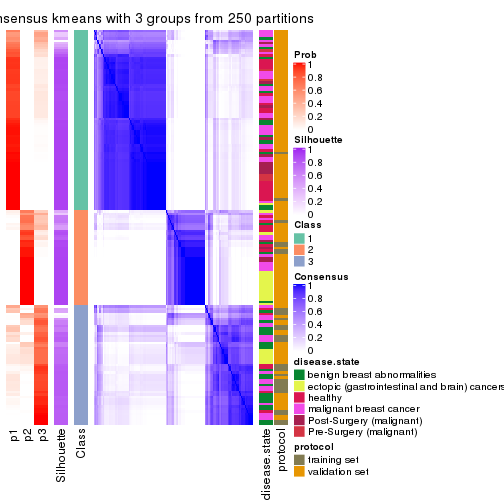 nsensus kmeans with 3 groups from 250 partitions
Prob
1
0.8
0.6
0.4
0.2
0
Silhouette
1
0.8
0.6
0.4
0.2
0
Class
1
2
3
Consensus
1
0.8
0.6
0.4
0.2
0
disease.state
benign breast abnormalities
ectopic (gastrointestinal and brain) cancers
healthy
malignant breast cancer
Post-Surgery (malignant)
Pre-Surgery (malignant)
protocol
training set
validation set
p1
p2
p3
Silhouette
Class
disease.state
protocol